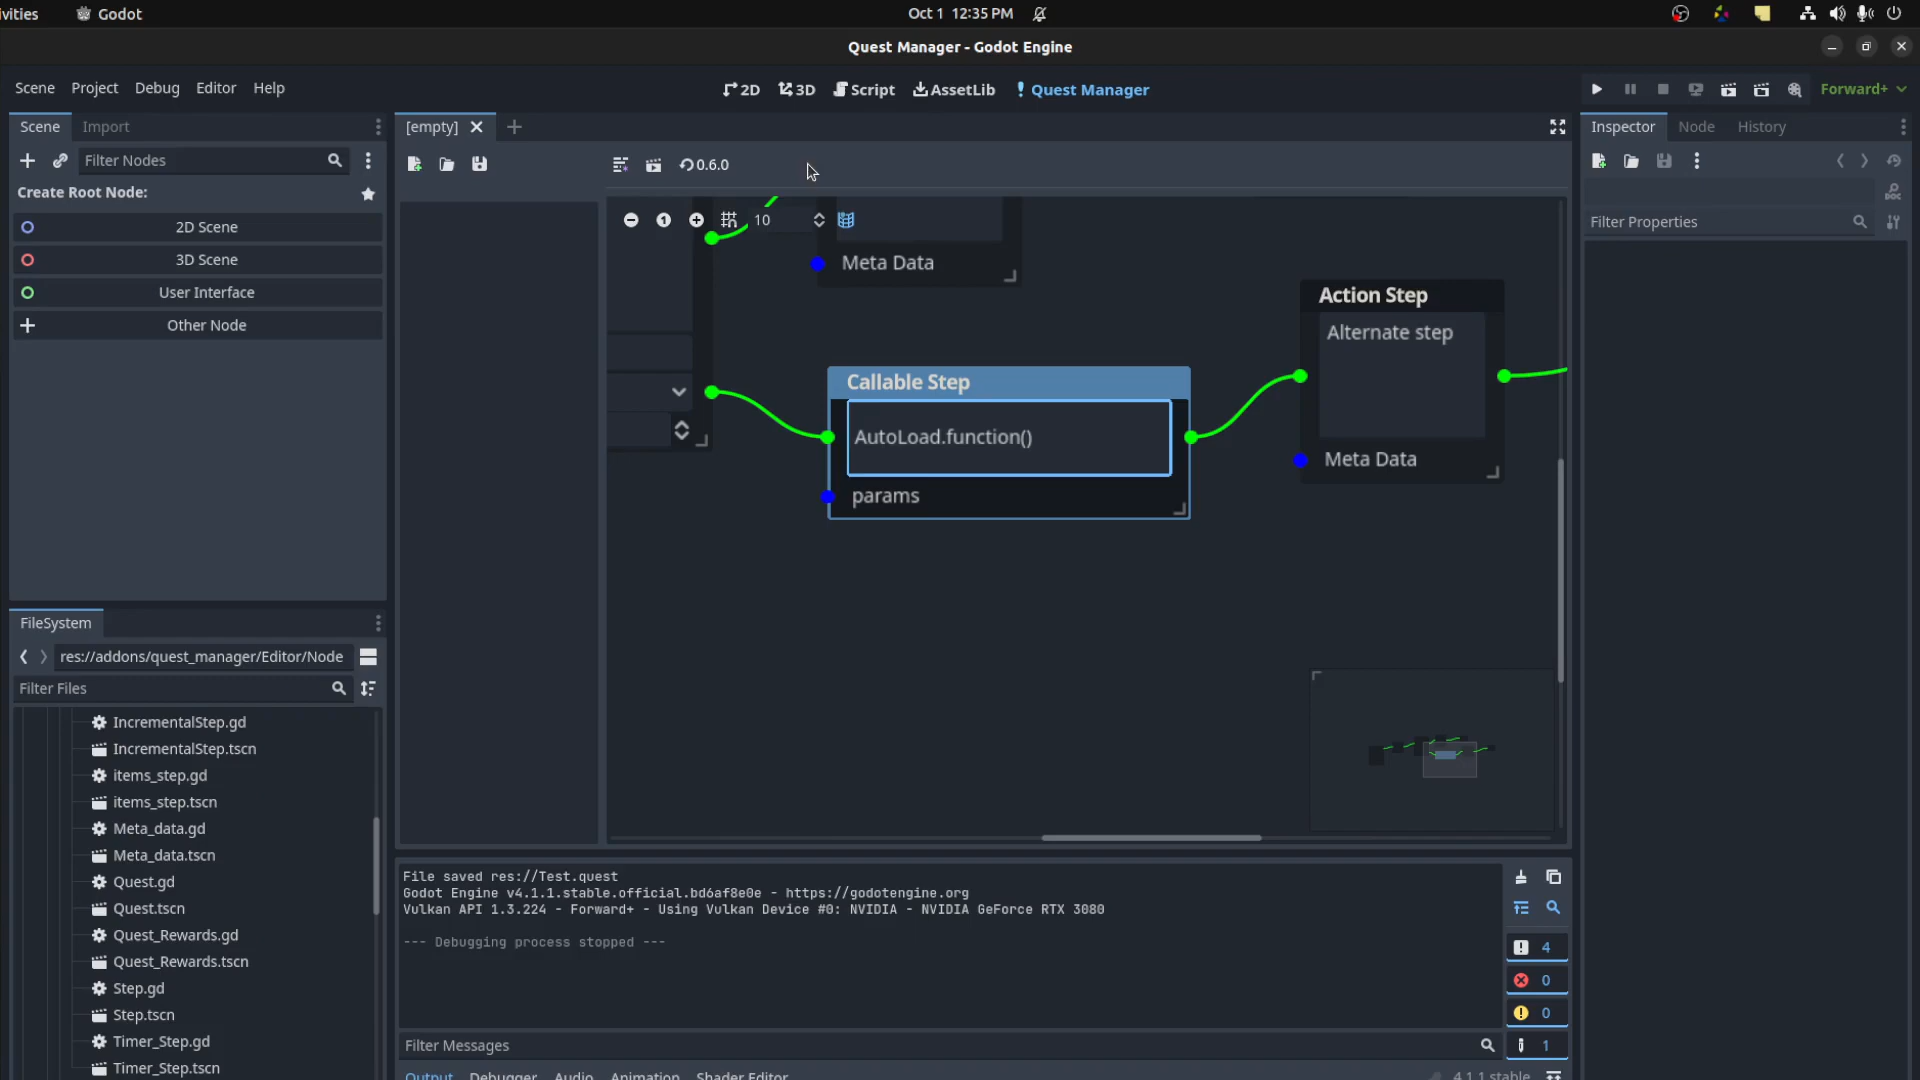 ivities
Godot
Oct 1 12:35 PM
Quest Manager - Godot Engine
Scene Project Debug Editor Help
2D 3D Script AssetLib Quest Manager
Forward+
Scene Import
Filter Nodes
Create Root Node:
2D Scene
3D Scene
User Interface
Other Node
[empty]
0.6.0
10
Meta Data
Callable Step
AutoLoad.function()
params
Action Step
Alternate step
Meta Data
Inspector Node History
Filter Properties
FileSystem
res://addons/quest_manager/Editor/Node
Filter Files
IncrementalStep.gd
IncrementalStep.tscn
items_step.gd
items_step.tscn
Meta_data.gd
Meta_data.tscn
Quest.gd
Quest.tscn
Quest_Rewards.gd
Quest_Rewards.tscn
Step.gd
Step.tscn
Timer_Step.gd
Timer_Step.tscn
File saved res://Test.quest
Godot Engine v4.1.1.stable.official.bd6af8e0e - https://godotengine.org
Vulkan API 1.3.224 - Forward+ - Using Vulkan Device #0: NVIDIA - NVIDIA GeForce RTX 3080
--- Debugging process stopped ---
4
0
0
1
Filter Messages
Output Debugger Audio Animation Shader Editor
4.1.1.stable